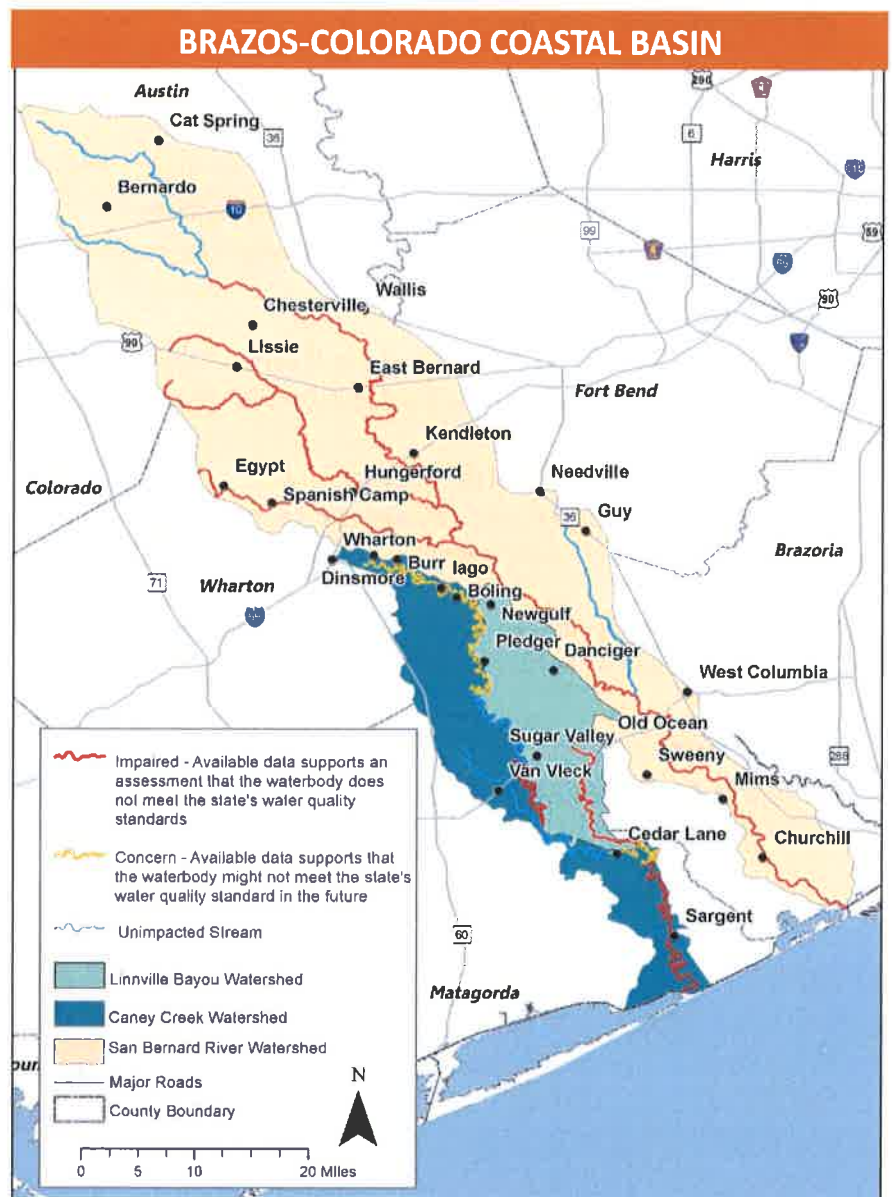 BRAZOS-COLORADO COASTAL BASIN
Austin
Cat Spring
36
290
6
Harris
Bernardo
10
99
59
Wallis
90
Chesterville
90
Lissie
East Bernard
Fort Bend
Kendleton
Egypt
Hungerford
Needville
Colorado
Spanish Camp
36
Guy
Wharton
Burr
Iago
Brazoria
71
Wharton
Dinsmore
Boling
Newgulf
Pledger
Danciger
West Columbia
Old Ocean
Sugar Valley
Sweeny
288
Van Vleck
Mims
Cedar Lane
Churchill
Sargent
60
Matagorda
Impaired - Available data supports an
assessment that the waterbody does
not meet the state's water quality
standards
Concern - Available data supports that
the waterbody might not meet the state's
water quality standard in the future
Unimpacted Stream
Linnville Bayou Watershed
Caney Creek Watershed
San Bernard River Watershed
Major Roads
County Boundary
N
0 5 10 20 Miles